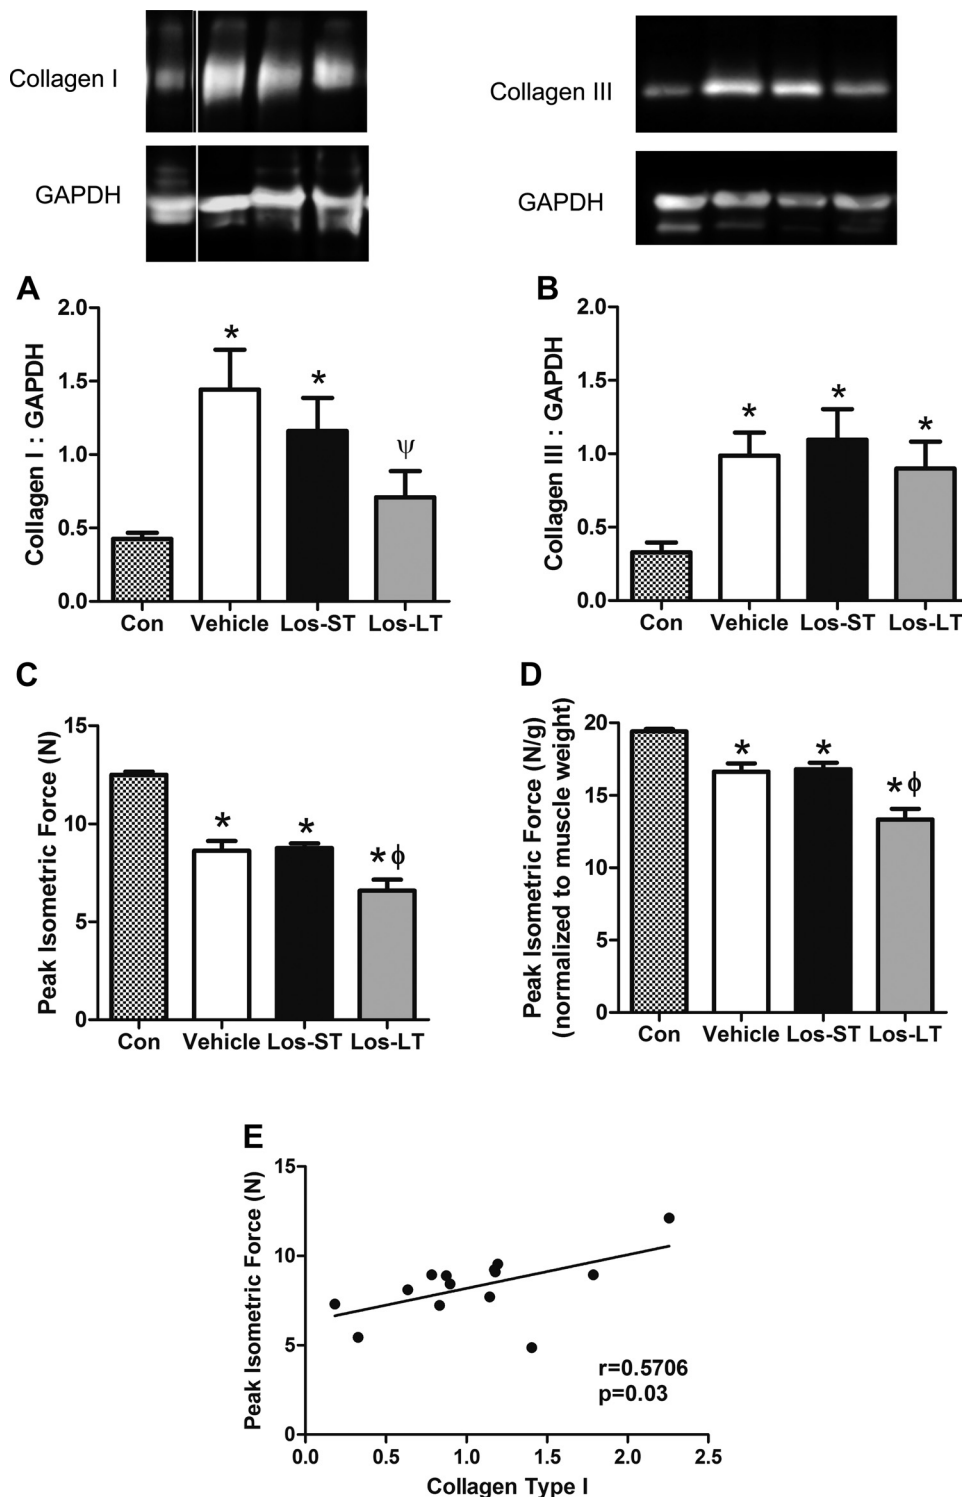 Collagen I
Collagen III
GAPDH
GAPDH
A
Collagen I : GAPDH
2.0
1.5
1.0
0.5
0.0
*
*
ψ
Con Vehicle Los-ST Los-LT
B
Collagen III : GAPDH
2.0
1.5
1.0
0.5
0.0
*
*
*
Con Vehicle Los-ST Los-LT
C
Peak Isometric Force (N)
15
10
5
0
*
*
* ϕ
Con Vehicle Los-ST Los-LT
D
Peak Isometric Force (N/g)
(normalized to muscle weight)
20
15
10
5
0
*
*
* ϕ
Con Vehicle Los-ST Los-LT
E
Peak Isometric Force (N)
15
10
5
0
r=0.5706
p=0.03
0.0 0.5 1.0 1.5 2.0 2.5
Collagen Type I